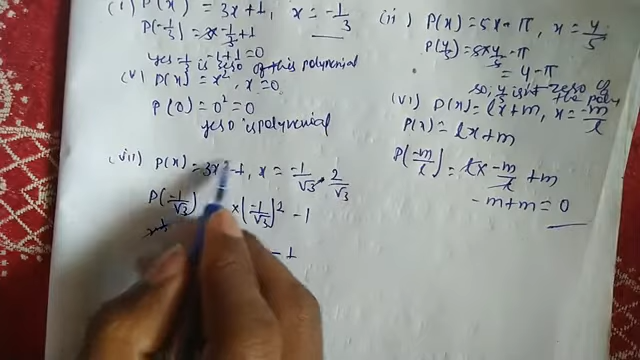 (i) P(x) = 3x+1, x = -1/3
P(-1/3) = 3x -1/3 +1
-1+1=0
yes -1/3 is zero of this polynomial
(ii) P(x) = 5x-π, x = 4/5
P(4/5) = 5x4/5 -π
= 4-π
so, 4/5 isn't zero of the poly
(v) P(x) = x², x=0
P(0) = 0² = 0
yes 0 is polynomial
(vi) P(x) = lx+m, x = -m/l
P(x) = lx+m
P(-m/l) = lx -m/l +m
-m+m = 0
(vii) P(x) = 3x²-1, x = -1/√3, 2/√3
P(-1/√3) x(-1/√3)² - 1
- 1